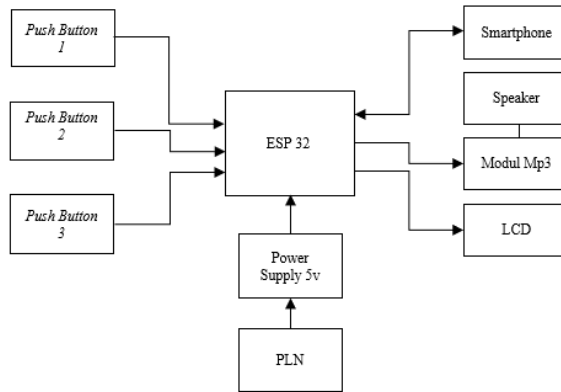 Push Button
1
Push Button
2
Push Button
3
ESP 32
Power
Supply 5v
PLN
Smartphone
Speaker
Modul Mp3
LCD